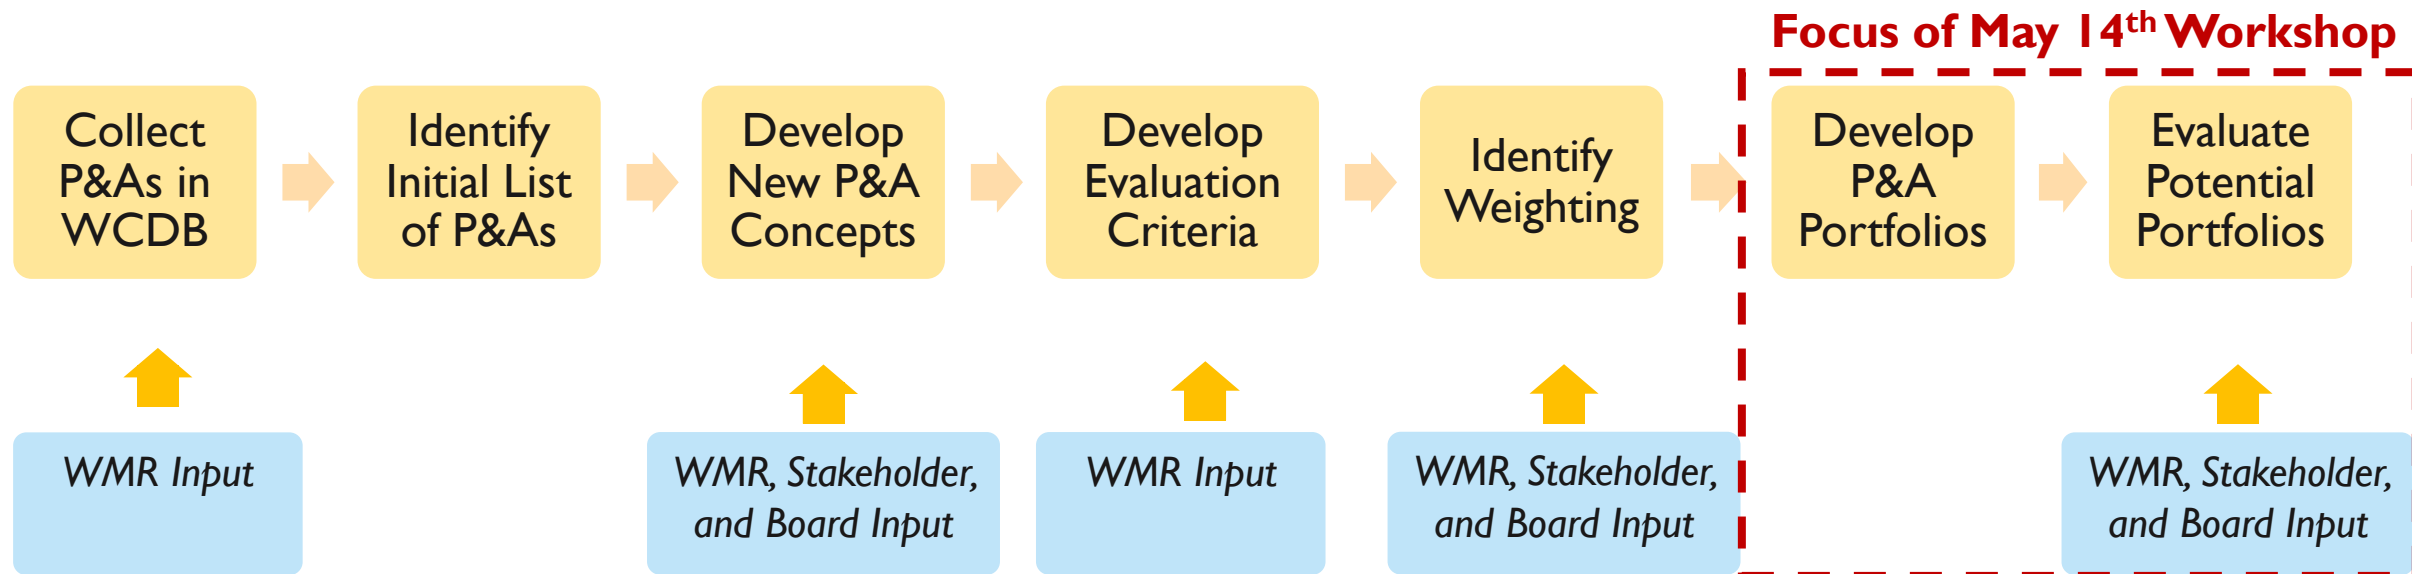 Focus of May 14th Workshop
Collect
P&As in
WCDB
Identify
Initial List
of P&As
Develop
New P&A
Concepts
Develop
Evaluation
Criteria
Identify
Weighting
Develop
P&A
Portfolios
Evaluate
Potential
Portfolios
WMR Input
WMR, Stakeholder,
and Board Input
WMR Input
WMR, Stakeholder,
and Board Input
WMR, Stakeholder,
and Board Input